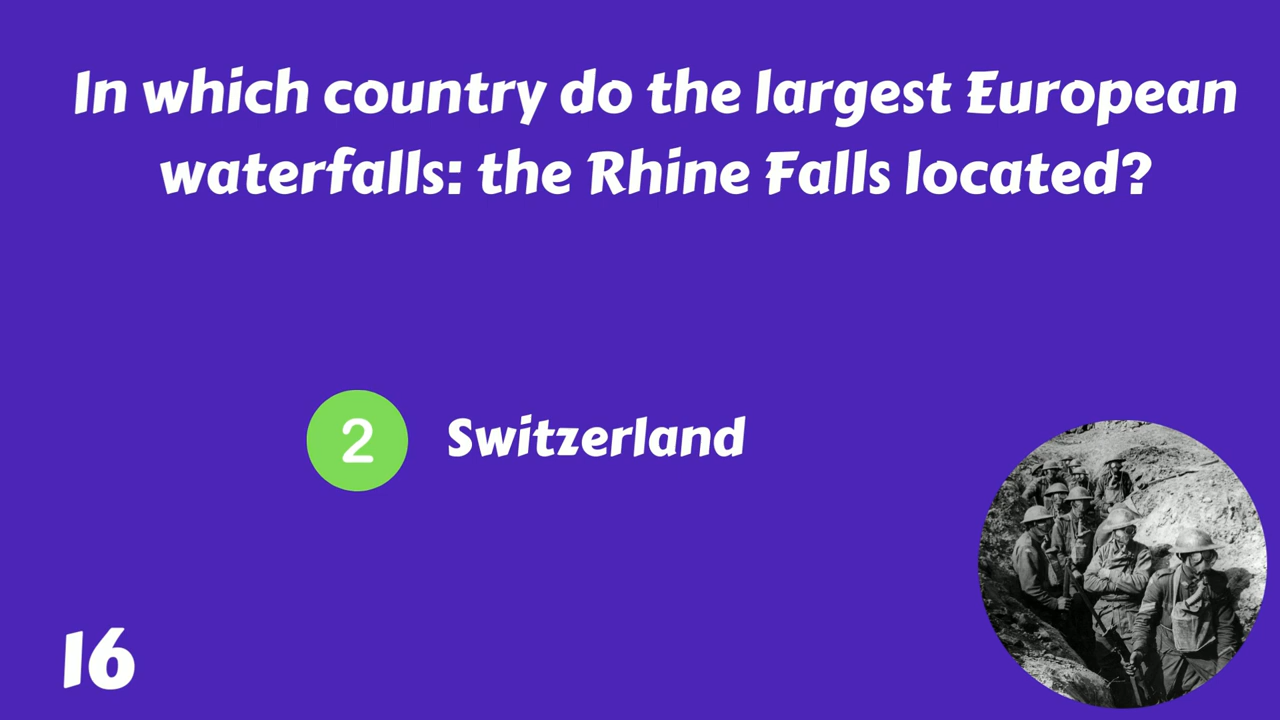 In which country do the largest European
waterfalls: the Rhine Falls located?
2 Switzerland
16